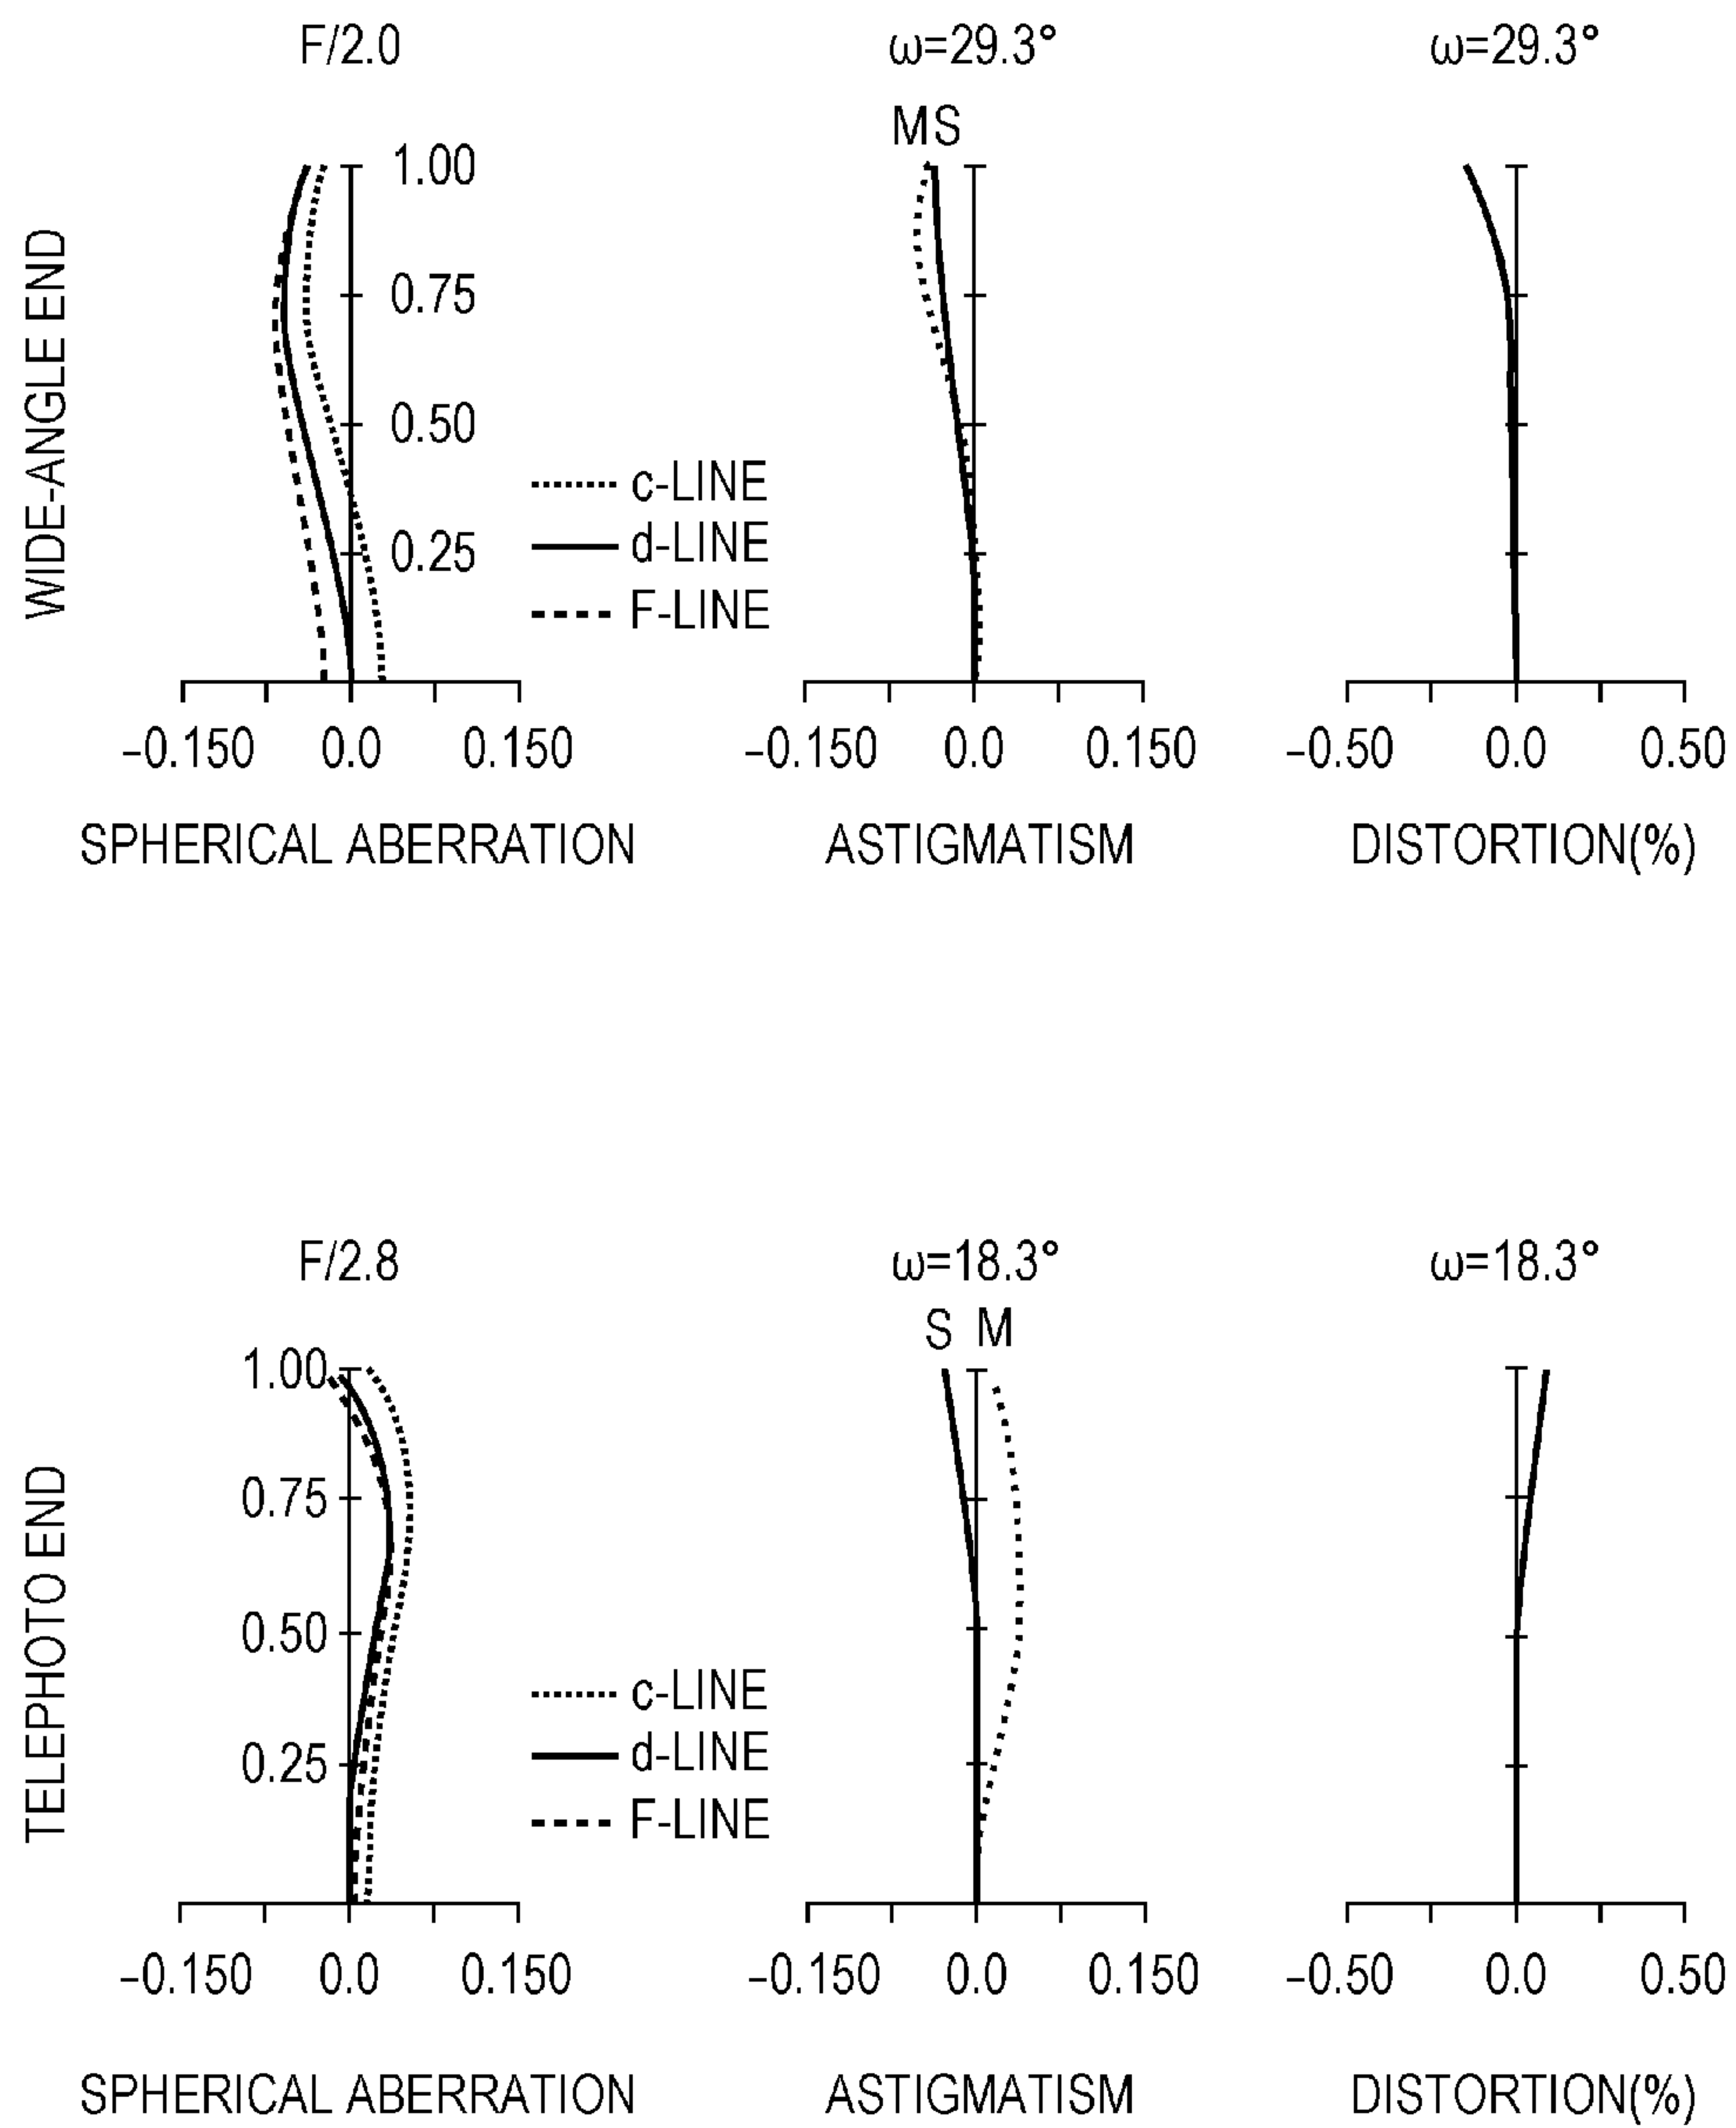 F/2.0
ω=29.3°
ω=29.3°
MS
WIDE-ANGLE END
1.00
0.75
0.50
0.25
c-LINE
d-LINE
F-LINE
-0.150 0.0 0.150
-0.150 0.0 0.150
-0.50 0.0 0.50
SPHERICAL ABERRATION
ASTIGMATISM
DISTORTION(%)
F/2.8
ω=18.3°
ω=18.3°
S M
TELEPHOTO END
1.00
0.75
0.50
0.25
c-LINE
d-LINE
F-LINE
-0.150 0.0 0.150
-0.150 0.0 0.150
-0.50 0.0 0.50
SPHERICAL ABERRATION
ASTIGMATISM
DISTORTION(%)